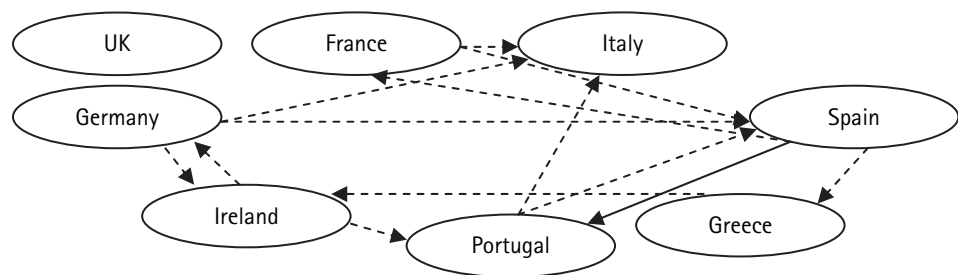 UK
France
Italy
Germany
Spain
Ireland
Portugal
Greece